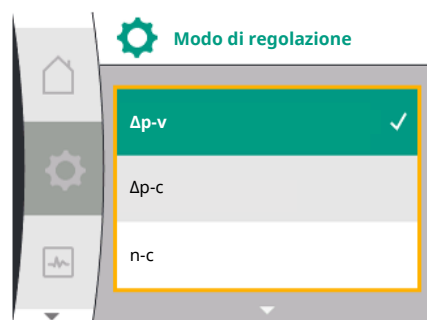 Modo di regolazione
Δp-v
Δp-c
n-c